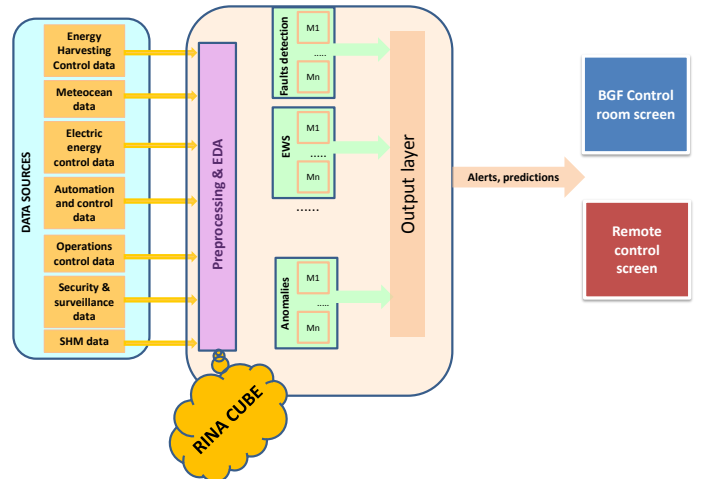 DATA SOURCES
Energy
Harvesting
Control data
Meteocean
data
Electric
energy
control data
Automation
and control
data
Operations
control data
Security &
surveillance
data
SHM data
Preprocessing & EDA
RINA CUBE
Faults detection
M1
.....
Mn
EWS
M1
.....
Mn
......
Anomalies
M1
.....
Mn
Output layer
Alerts, predictions
BGF Control
room screen
Remote
control
screen